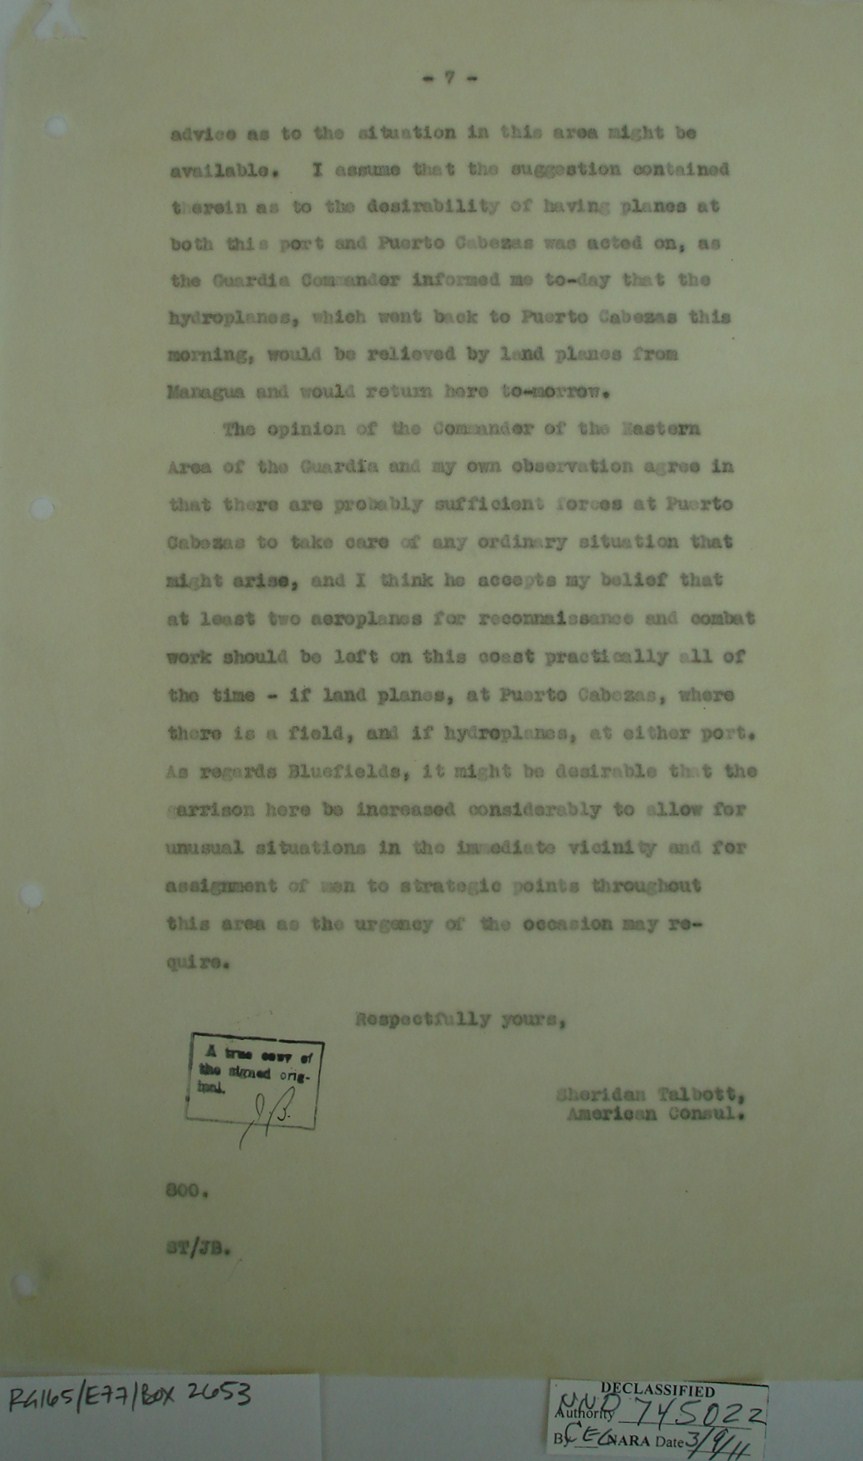 - 7 -
advice as to the situation in this area might be
available. I assume that the suggestion contained
therein as to the desirability of having planes at
both this port and Puerto Cabezas was acted on, as
the Guardia Commander informed me to-day that the
hydroplanes, which went back to Puerto Cabezas this
morning, would be relieved by land planes from
Managua and would return here to-morrow.
The opinion of the Commander of the Eastern
Area of the Guardia and my own observation agree in
that there are probably sufficient forces at Puerto
Cabezas to take care of any ordinary situation that
might arise, and I think he accepts my belief that
at least two aeroplanes for reconnaissance and combat
work should be left on this coast practically all of
the time - if land planes, at Puerto Cabezas, where
there is a field, and if hydroplanes, at either port.
As regards Bluefields, it might be desirable that the
garrison here be increased considerably to allow for
unusual situations in the immediate vicinity and for
assignment of men to strategic points throughout
this area as the urgency of the occasion may re-
quire.
Respectfully yours,
A true copy of
the signed orig-
inal.
J.B.
Sheridan Talbott,
American Consul.
800.
ST/JB.
RG165/E77/BOX 2653
DECLASSIFIED
Authority NND 745022
By CEL NARA Date 3/9/11